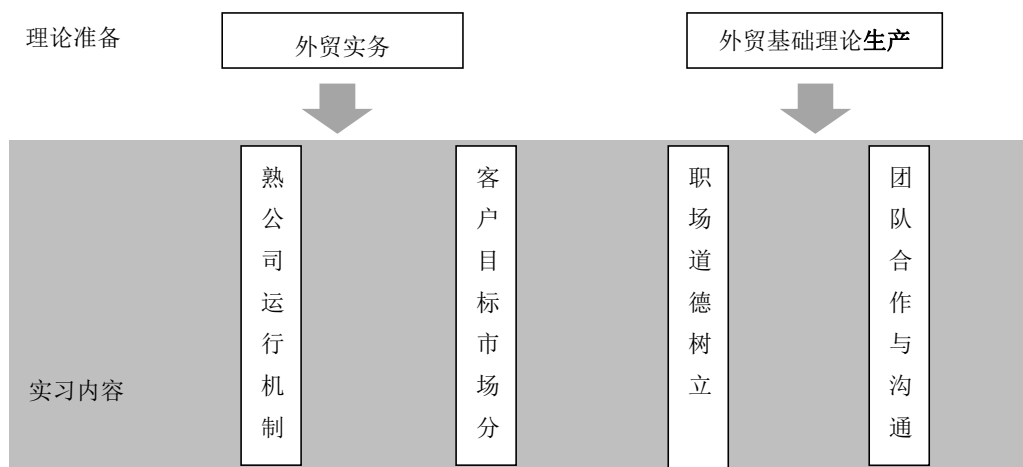 理论准备
外贸实务
外贸基础理论生产
熟公司运行机制
客户目标市场分
职场道德树立
团队合作与沟通
实习内容